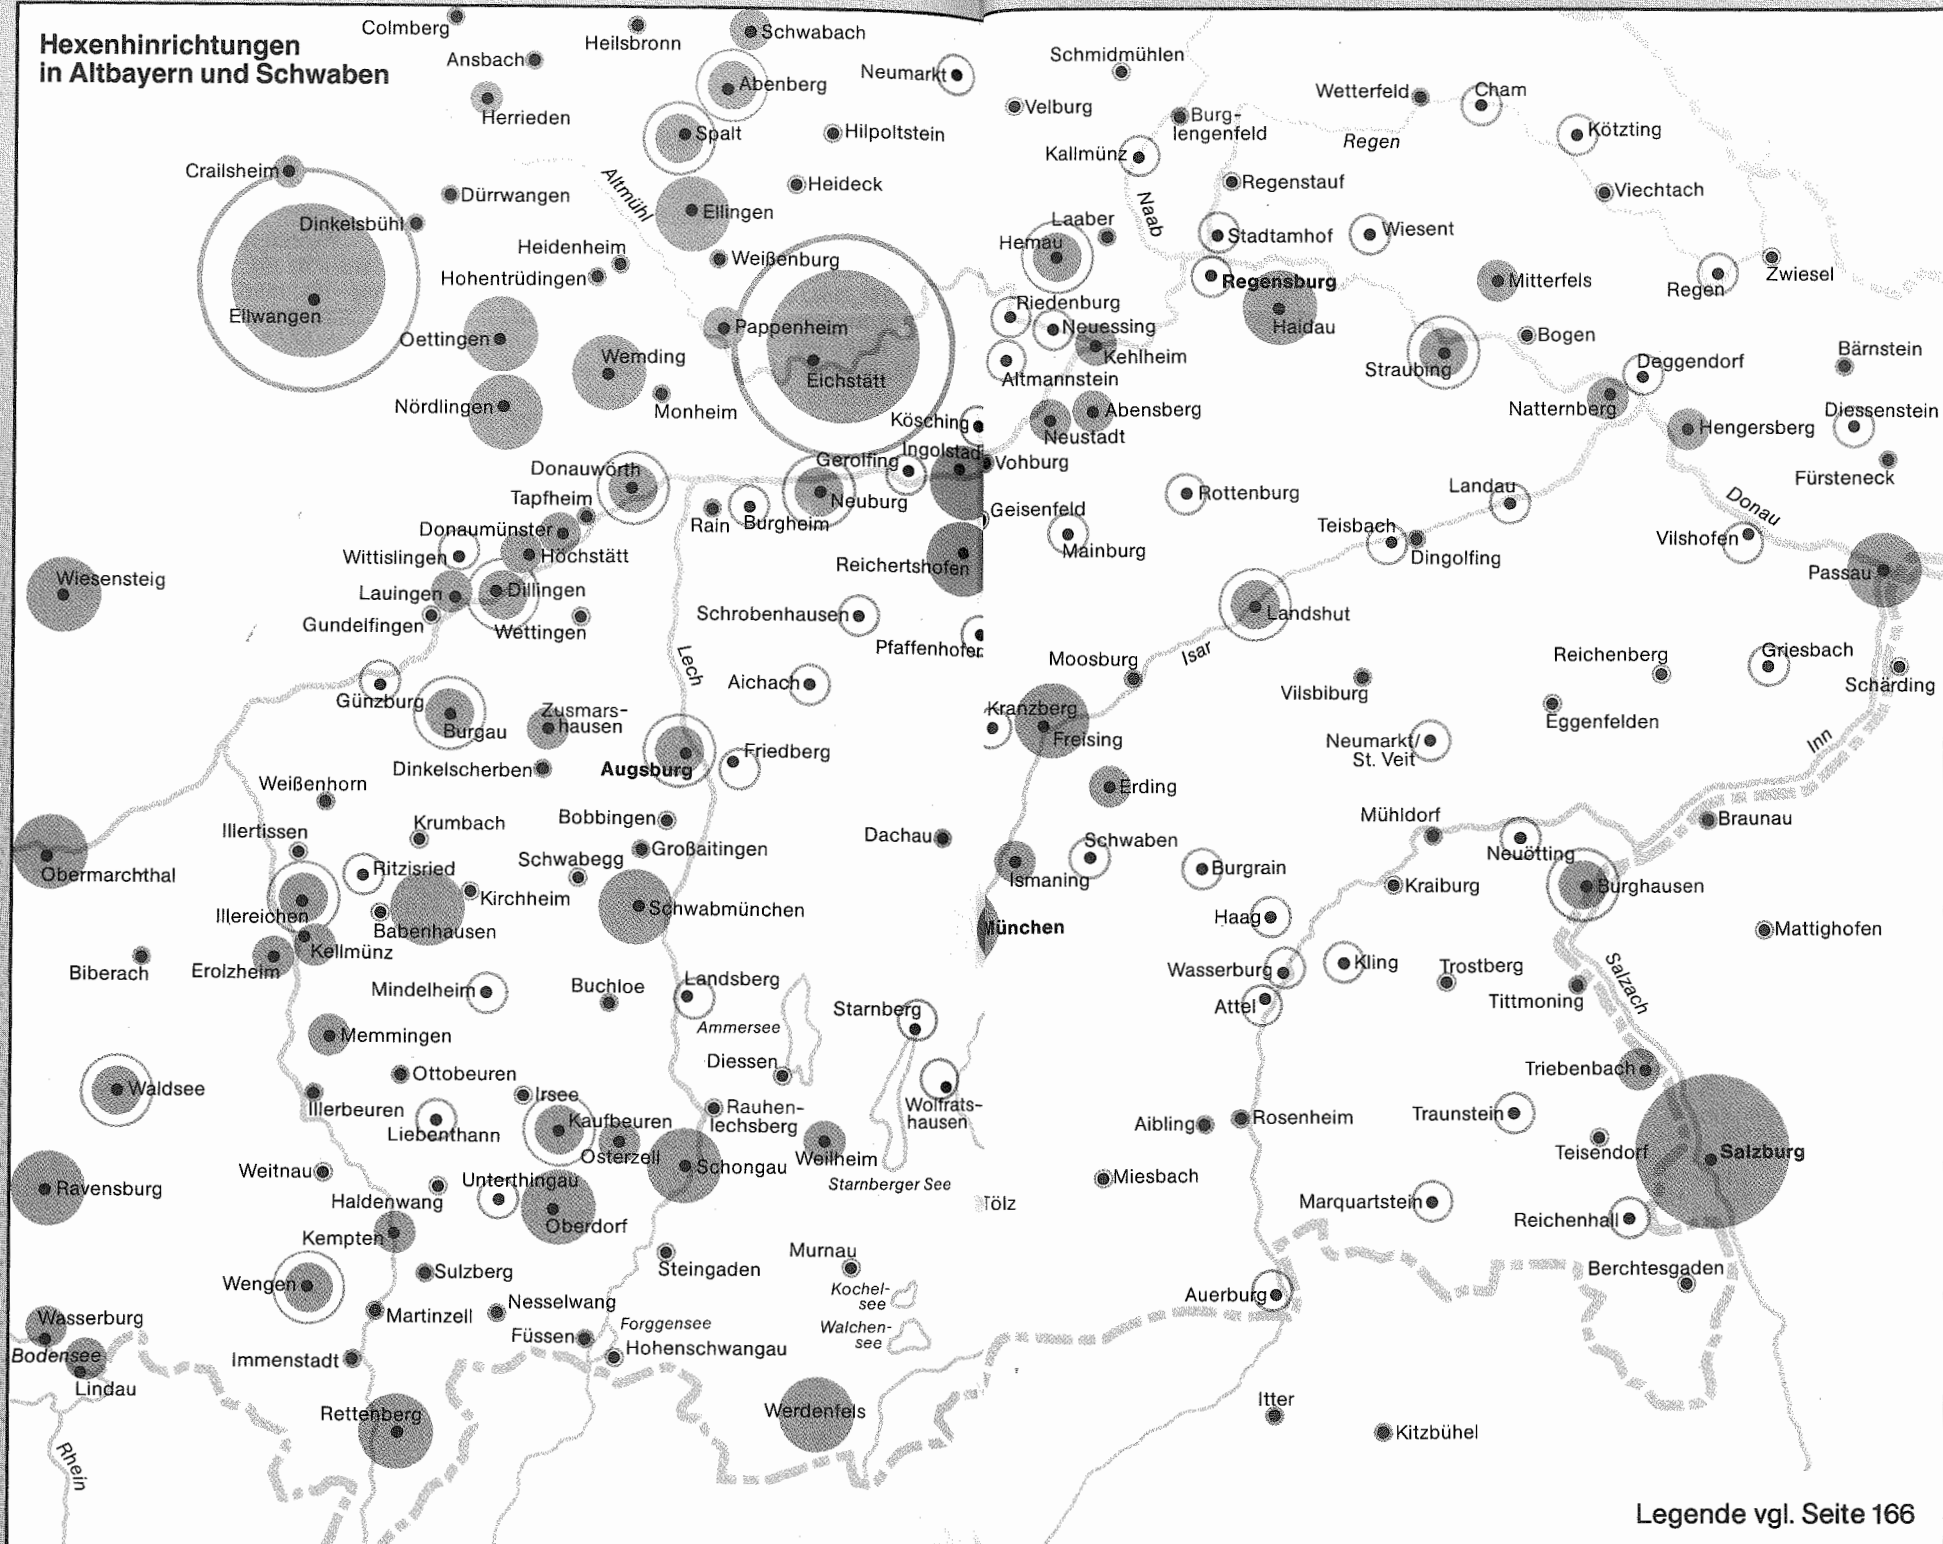 Hexenhinrichtungen
in Altbayern und Schwaben
Colmberg
Ansbach
Herrieden
Heilsbronn
Schwabach
Abenberg
Neumarkt
Spalt
Hilpoltstein
Crailsheim
Dürrwangen
Altmühl
Heideck
Dinkelsbühl
Ellingen
Heidenheim
Hohentrüdingen
Weißenburg
Ellwangen
Oettingen
Pappenheim
Wemding
Eichstätt
Nördlingen
Monheim
Kösching
Donauwörth
Gerolfing
Ingolstad
Tapfheim
Neuburg
Donaumünster
Rain
Burgheim
Wittislingen
Höchstätt
Reichertshofen
Wiesensteig
Lauingen
Dillingen
Gundelfingen
Wettingen
Schrobenhausen
Pfaffenhofen
Lech
Aichach
Günzburg
Burgau
Zusmars-
hausen
Dinkelscherben
Augsburg
Friedberg
Weißenhorn
Illertissen
Krumbach
Bobbingen
Dachau
Großaitingen
Schwabegg
Obermarchthal
Ritzisried
Kirchheim
Illereichen
Babenhausen
Schwabmünchen
Kellmünz
Biberach
Erolzheim
Mindelheim
Buchloe
Landsberg
Starnberg
Ammersee
Memmingen
Diessen
Ottobeuren
Waldsee
Irsee
Illerbeuren
Liebenthann
Kaufbeuren
Rauhen-
lechsberg
Wolfrats-
hausen
Osterzell
Weilheim
Weitnau
Schongau
Unterthingau
Starnberger See
Ravensburg
Haldenwang
Oberdorf
Kempten
Steingaden
Murnau
Wengen
Sulzberg
Kochel-
see
Nesselwang
Martinzell
Forggensee
Walchen-
see
Wasserburg
Füssen
Hohenschwangau
Bodensee
Immenstadt
Lindau
Rettenberg
Werdenfels
Rhein
Schmidmühlen
Velburg
Burg-
lengenfeld
Wetterfeld
Cham
Kötzting
Regen
Kallmünz
Regenstauf
Viechtach
Naab
Laaber
Hemau
Stadtamhof
Wiesent
Regensburg
Mitterfels
Regen
Zwiesel
Riedenburg
Neuessing
Haidau
Kehlheim
Bogen
Bärnstein
Altmannstein
Straubing
Deggendorf
Abensberg
Natternberg
Diessenstein
Neustadt
Hengersberg
Vohburg
Fürsteneck
Landau
Rottenburg
Geisenfeld
Donau
Teisbach
Mainburg
Dingolfing
Vilshofen
Passau
Landshut
Isar
Moosburg
Reichenberg
Griesbach
Vilsbiburg
Schärding
Kranzberg
Eggenfelden
Freising
Neumarkt/
St. Veit
Inn
Erding
Mühldorf
Braunau
Schwaben
Neuötting
Ismaning
Burgrain
Kraiburg
Burghausen
Haag
München
Mattighofen
Wasserburg
Kling
Trostberg
Salzach
Attel
Tittmoning
Triebenbach
Traunstein
Aibling
Rosenheim
Teisendorf
Salzburg
Miesbach
Tölz
Marquartstein
Reichenhall
Berchtesgaden
Auerburg
Itter
Kitzbühel
Legende vgl. Seite 166